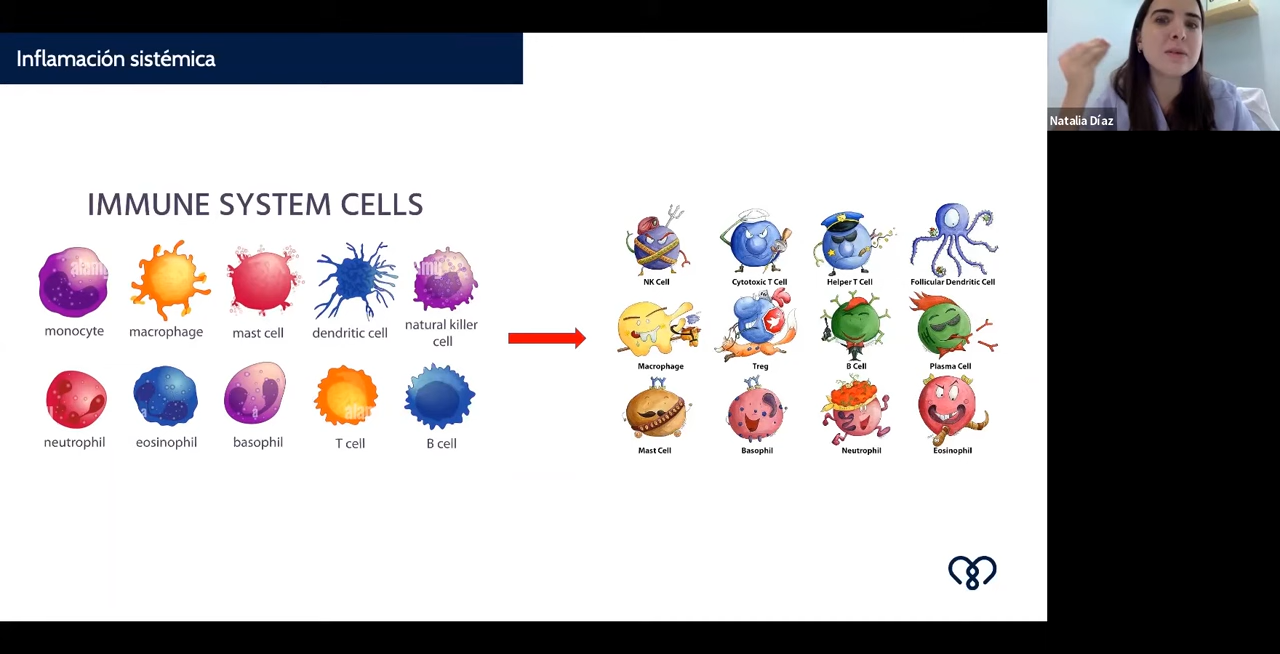 Inflamación sistémica
Natalia Díaz
IMMUNE SYSTEM CELLS
monocyte
macrophage
mast cell
dendritic cell
natural killer
cell
neutrophil
eosinophil
basophil
T cell
B cell
NK Cell
Cytotoxic T Cell
Helper T Cell
Follicular Dendritic Cell
Macrophage
Treg
B Cell
Plasma Cell
Mast Cell
Basophil
Neutrophil
Eosinophil